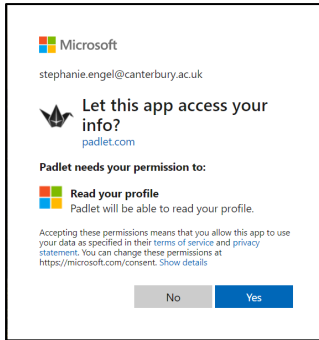 Microsoft
stephanie.engel@canterbury.ac.uk
Let this app access your
info?
padlet.com
Padlet needs your permission to:
Read your profile
Padlet will be able to read your profile.
Accepting these permissions means that you allow this app to use
your data as specified in their terms of service and privacy
statement. You can change these permissions at
https://microsoft.com/consent. Show details
No
Yes